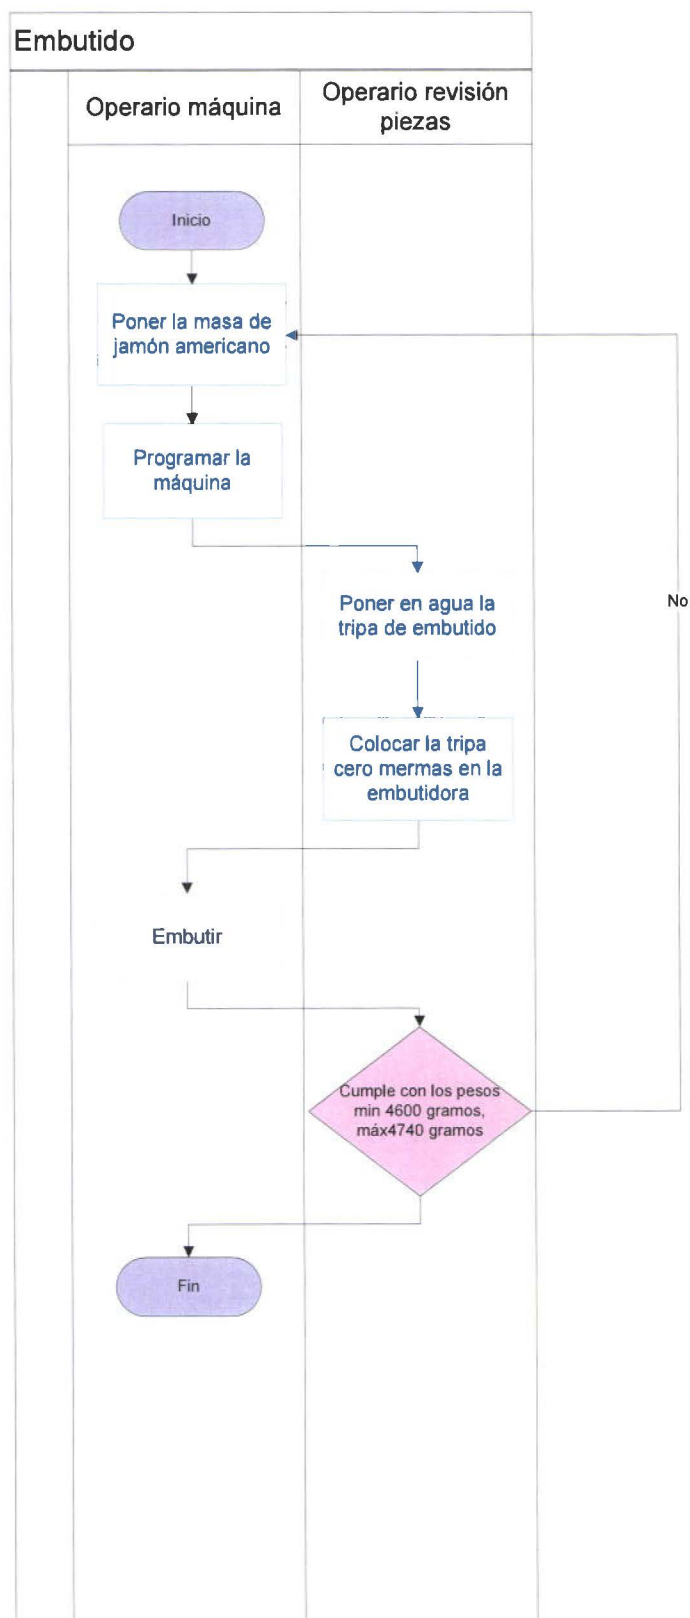 Embutido
Operario máquina
Operario revisión
piezas
Inicio
Poner la masa de
jamón americano
Programar la
máquina
Poner en agua la
tripa de embutido
No
Colocar la tripa
cero mermas en la
embutidora
Embutir
Cumple con los pesos
min 4600 gramos,
máx4740 gramos
Fin